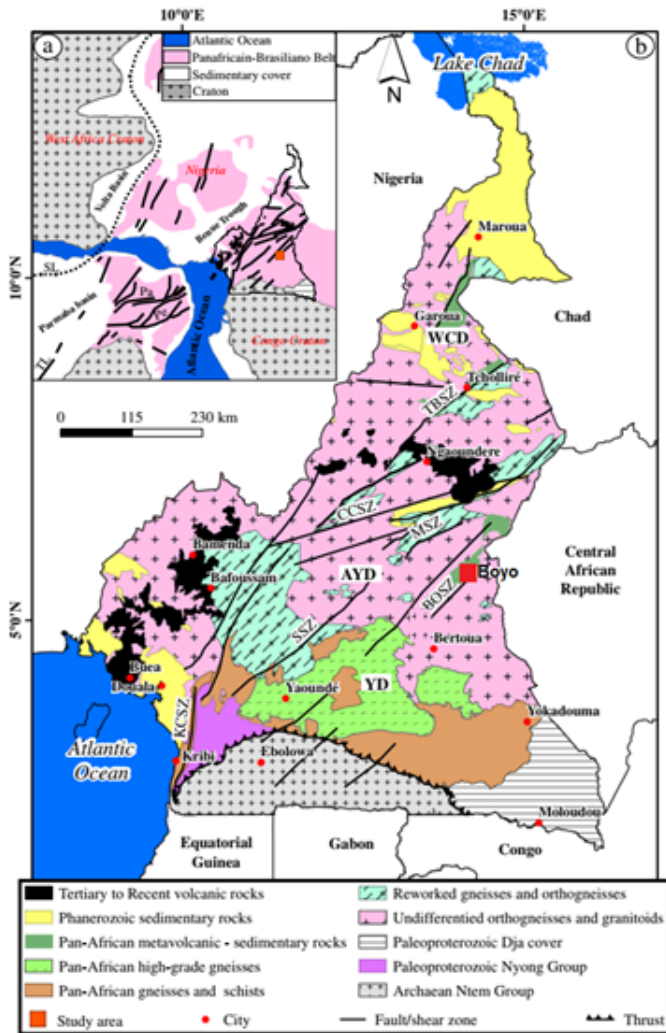 10°0'E 15°0'E
a
Atlantic Ocean
Panafricain-Brasiliano Belt
Sedimentary cover
Craton
West Africa Craton
Volta Basin
Nigeria
Benue Trough
SL
Parnaiba basin
Pa
Pe
TL
Atlantic Ocean
Congo Craton
b
N
Lake Chad
Nigeria
Maroua
10°0'N
Chad
Garoua
WCD
Tcholliré
TBSZ
0 115 230 km
Ngaoundere
CCSZ
MSZ
Bamenda
Bafoussam
AYD
Boyo
BOSZ
Central
African
Republic
5°0'N
SSZ
Bertoua
Buea
Douala
Yaoundé
YD
KCSZ
Yokadouma
Atlantic
Ocean
Kribi
Ebolowa
Moloudou
Equatorial
Guinea
Gabon
Congo
Tertiary to Recent volcanic rocks
Phanerozoic sedimentary rocks
Pan-African metavolcanic - sedimentary rocks
Pan-African high-grade gneisses
Pan-African gneisses and schists
Reworked gneisses and orthogneisses
Undifferentied orthogneisses and granitoids
Paleoproterozoic Dja cover
Paleoproterozoic Nyong Group
Archaean Ntem Group
Study area
City
Fault/shear zone
Thrust